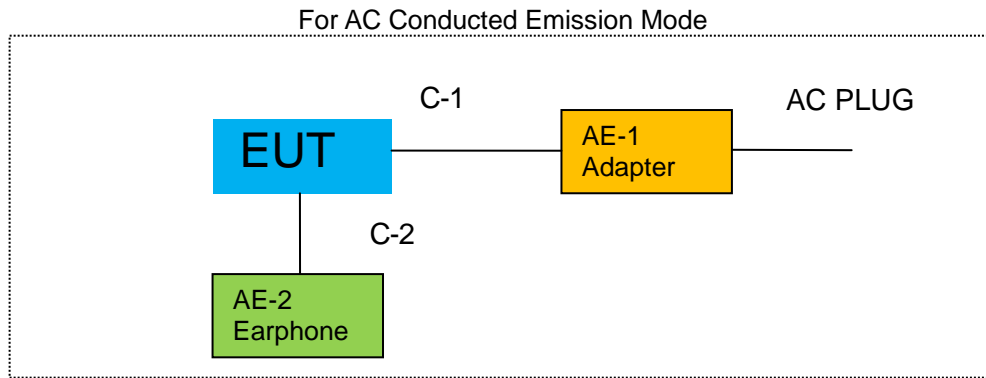 For AC Conducted Emission Mode
C-1
AC PLUG
EUT
AE-1
Adapter
C-2
AE-2
Earphone